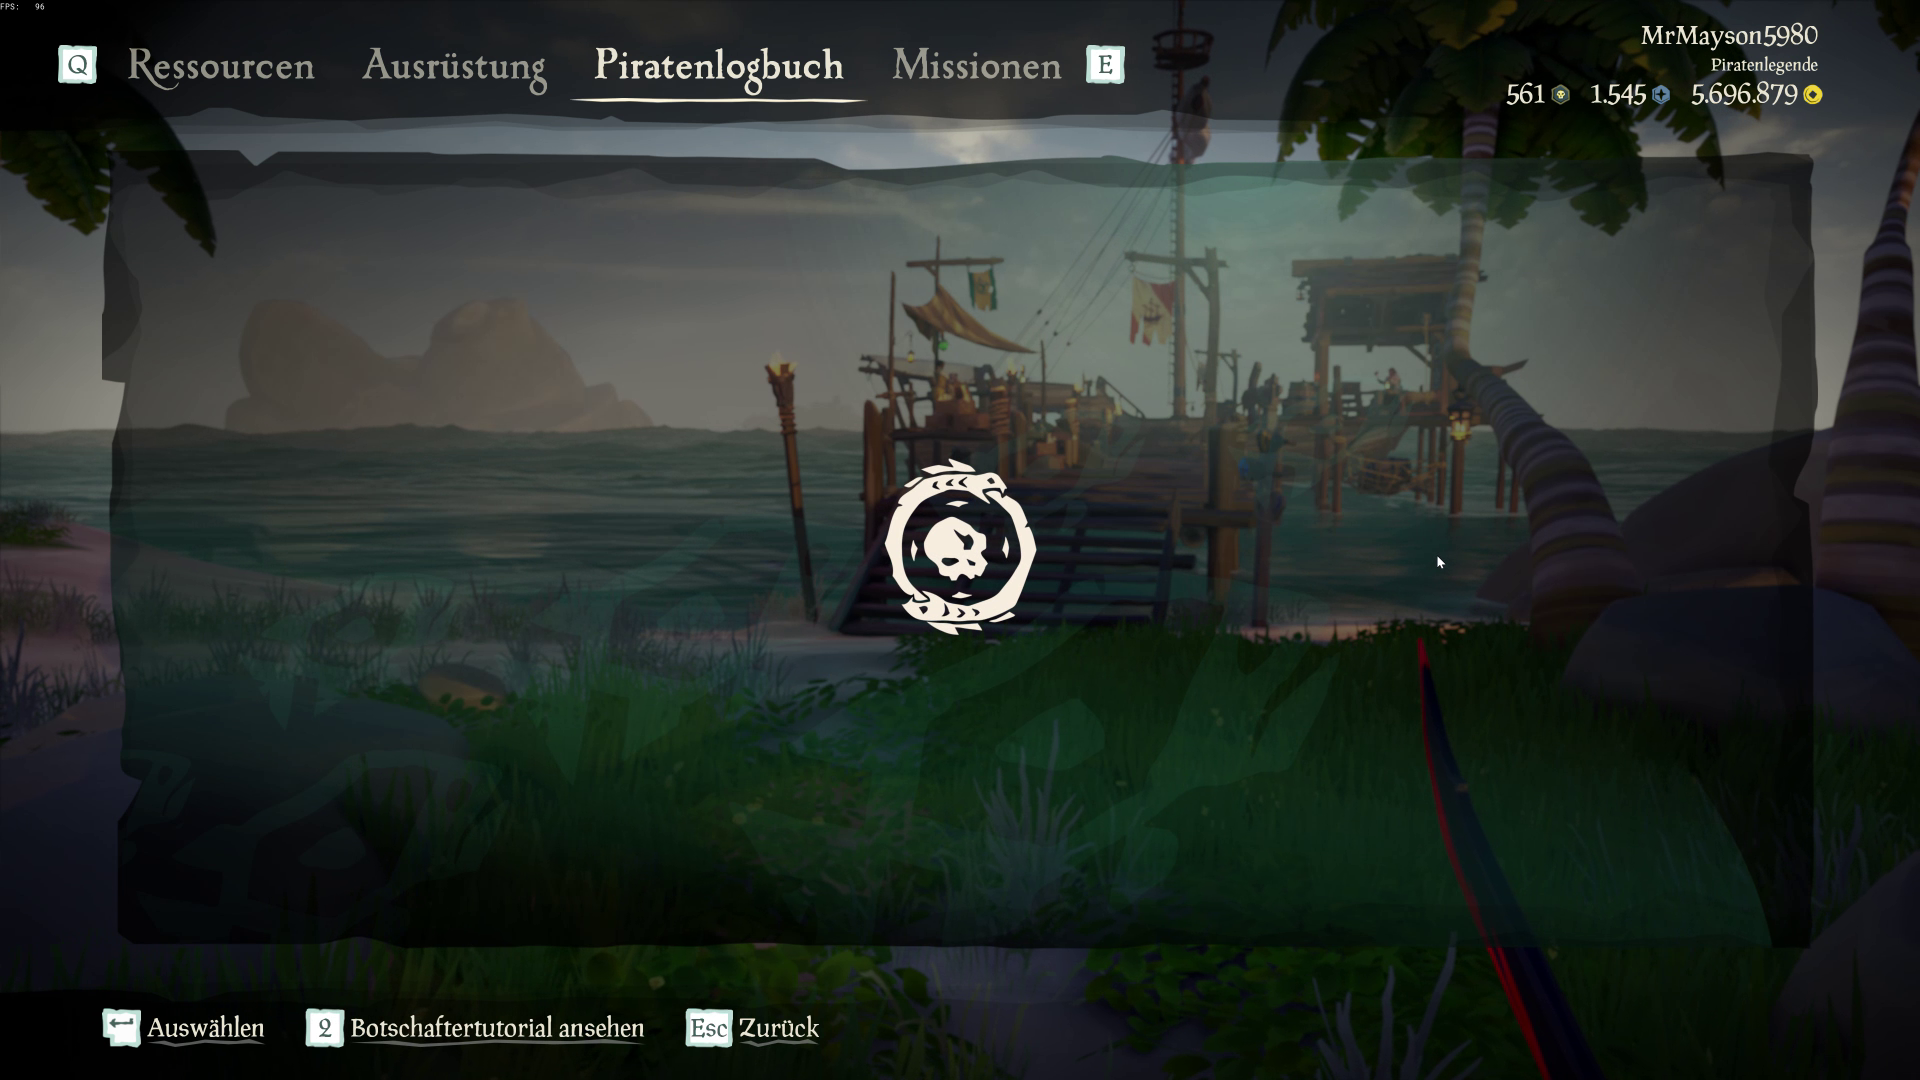 FPS: 96
Q Ressourcen Ausrüstung Piratenlogbuch Missionen E
MrMayson5980
Piratenlegende
561 1.545 5.696.879
Auswählen 2 Botschaftertutorial ansehen Esc Zurück